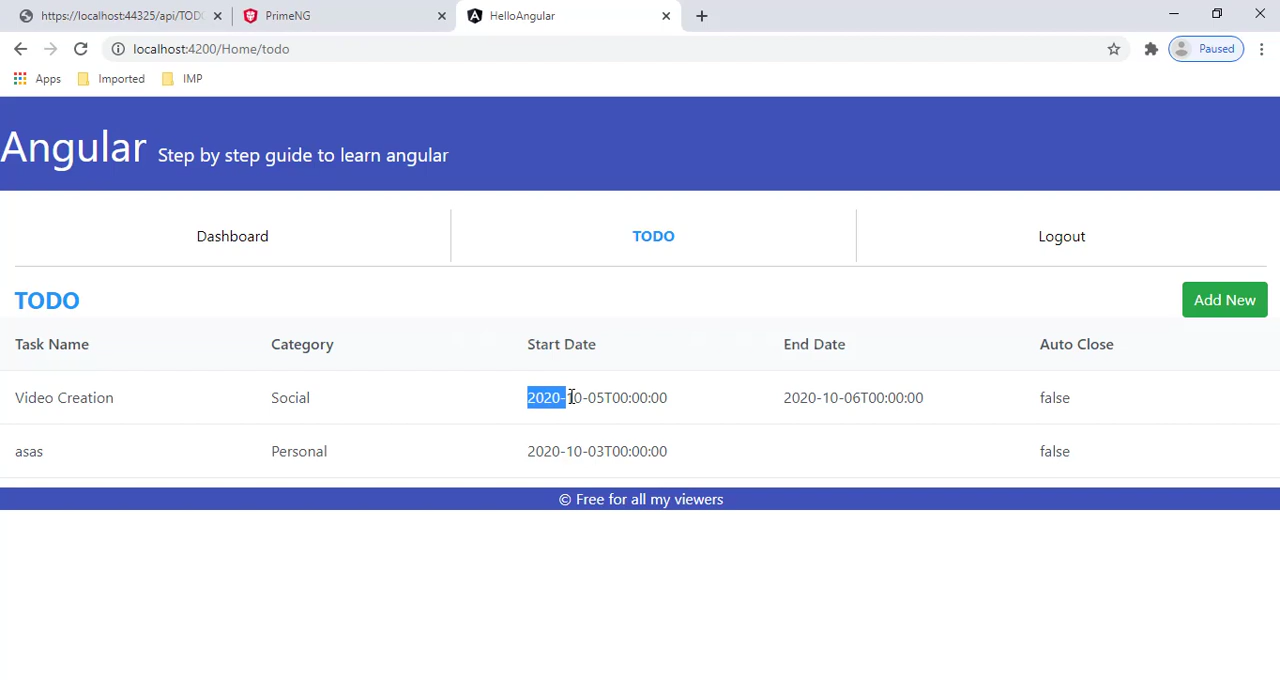 https://localhost:44325/api/TODO
PrimeNG
HelloAngular
localhost:4200/Home/todo
Paused
Apps
Imported
IMP
Angular Step by step guide to learn angular
Dashboard
TODO
Logout
TODO
Add New
Task Name Category Start Date End Date Auto Close
Video Creation Social 2020-10-05T00:00:00 2020-10-06T00:00:00 false
asas Personal 2020-10-03T00:00:00 false
© Free for all my viewers